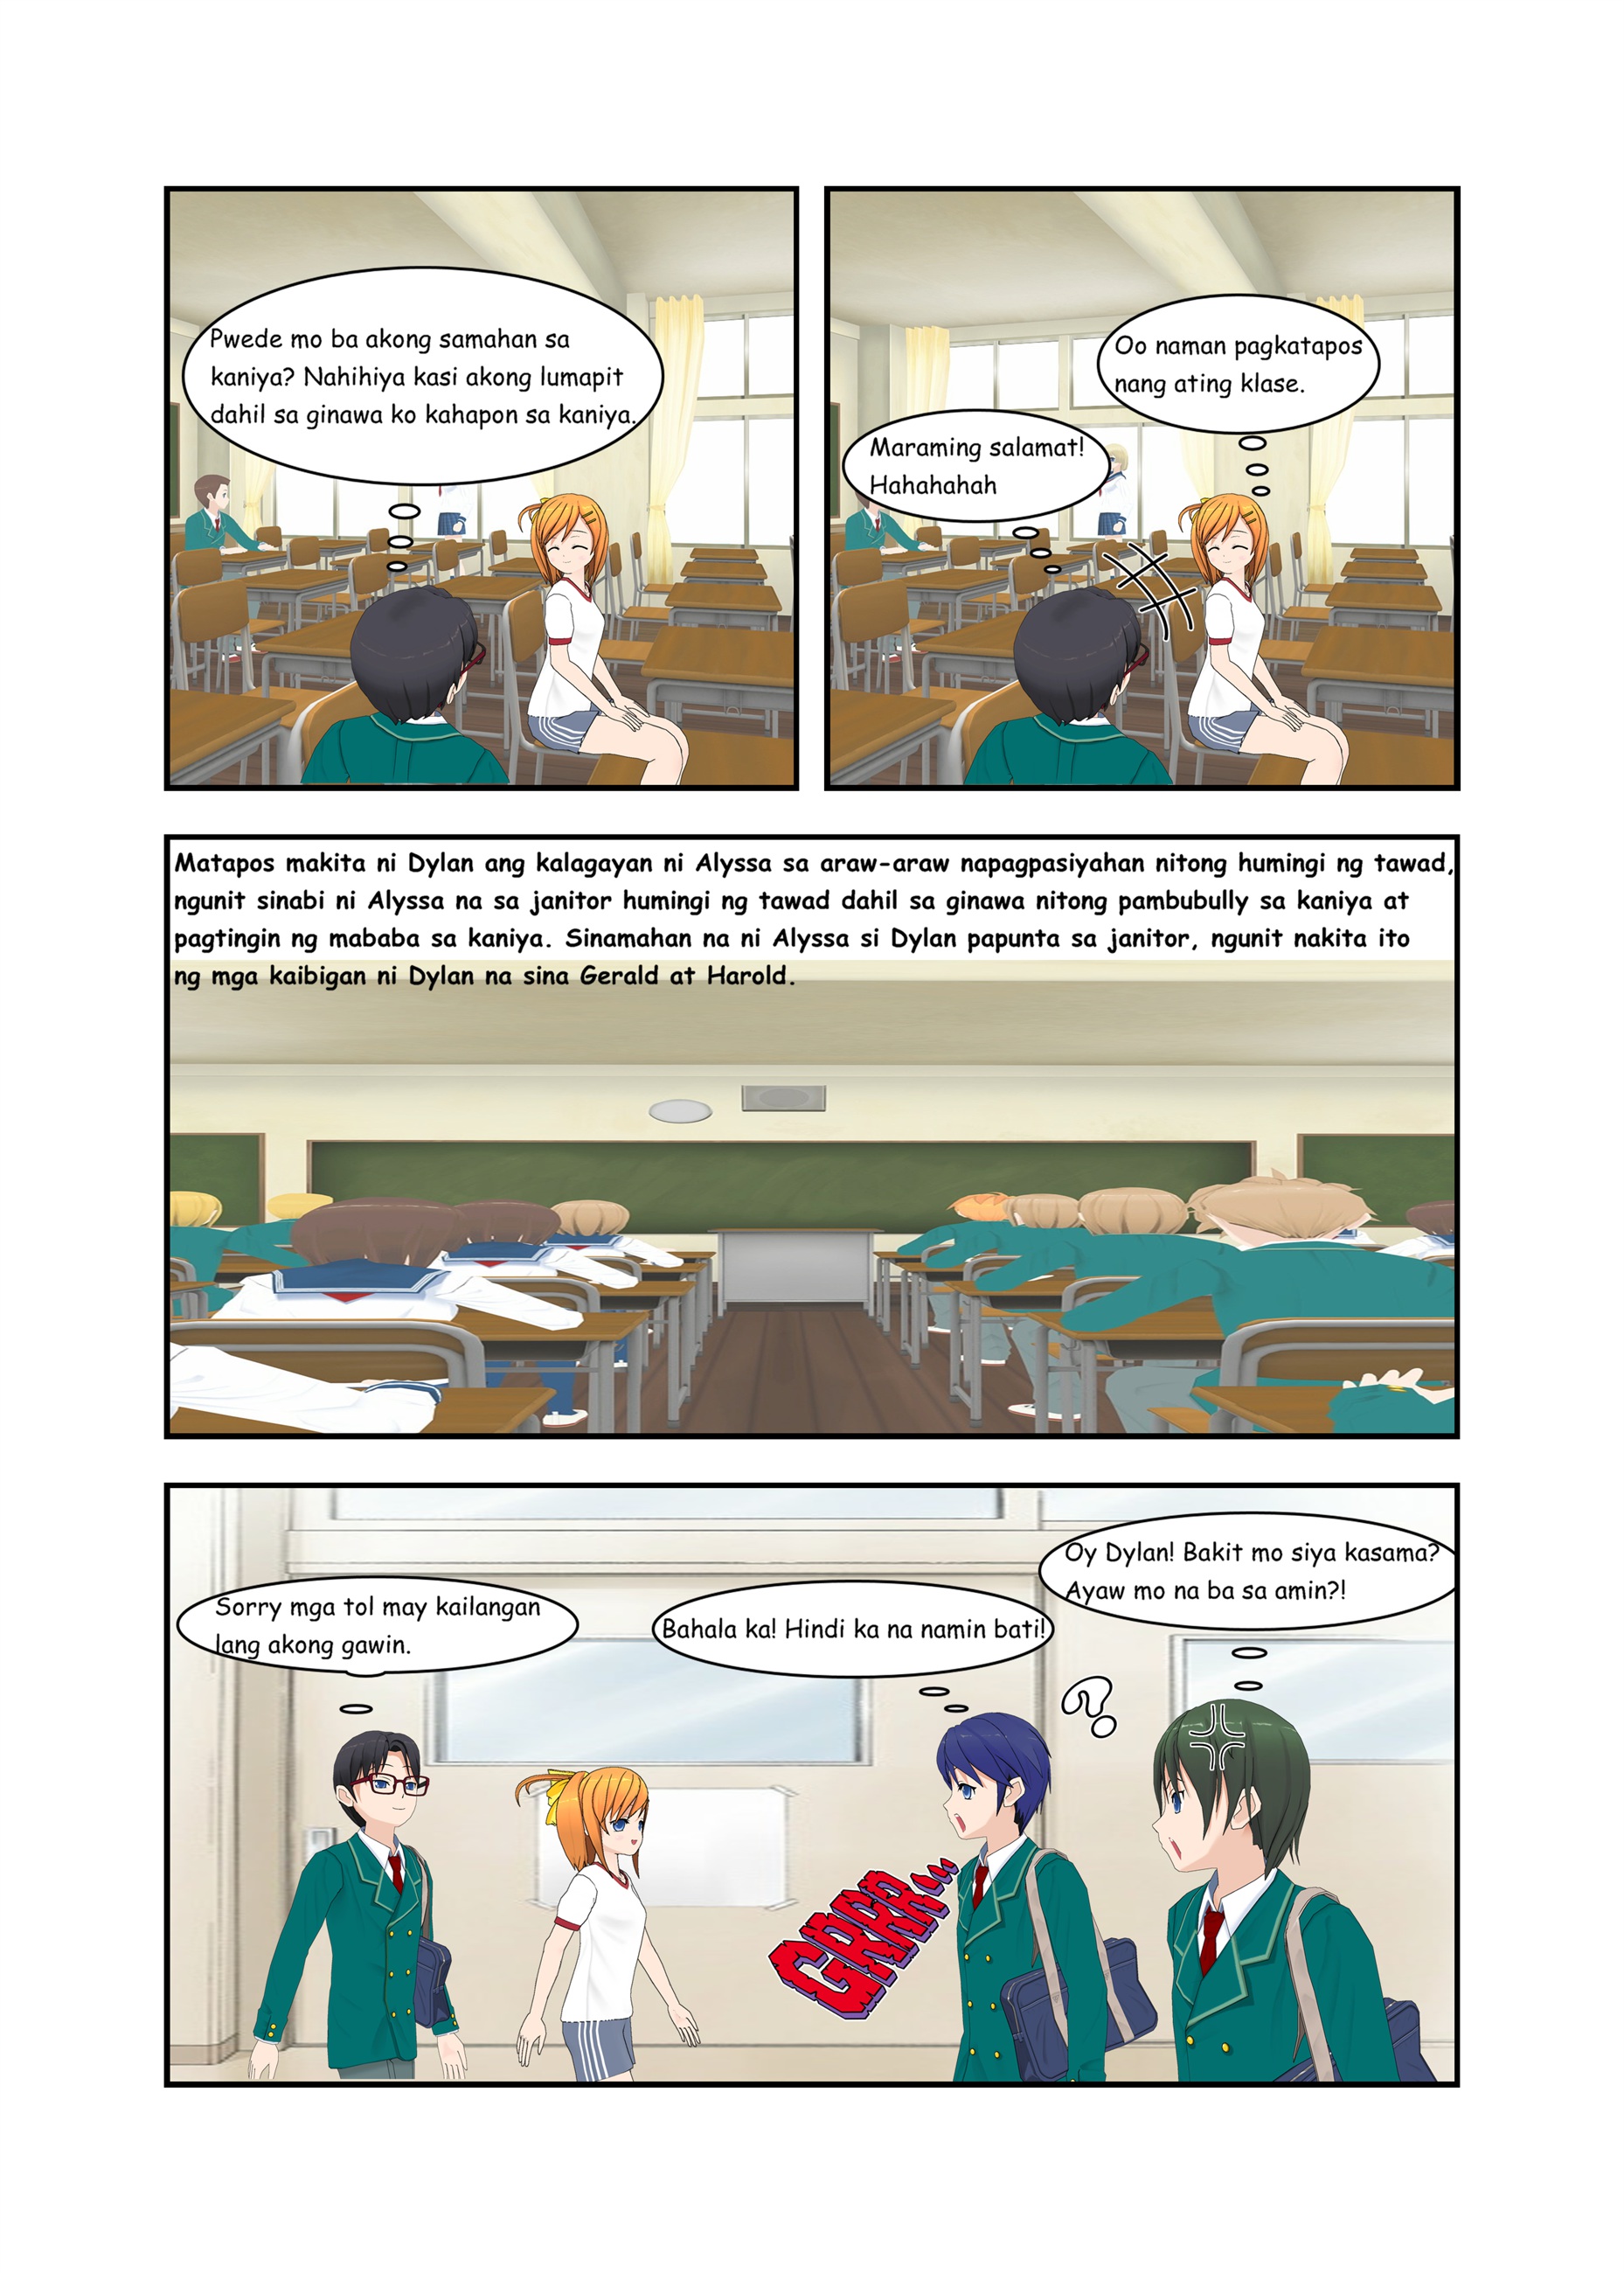 Pwede mo ba akong samahan sa
kaniya? Nahihiya kasi akong lumapit
dahil sa ginawa ko kahapon sa kaniya.
Oo naman pagkatapos
nang ating klase.
Maraming salamat!
Hahahahah
Matapos makita ni Dylan ang kalagayan ni Alyssa sa araw-araw napagpasiyahan nitong humingi ng tawad,
ngunit sinabi ni Alyssa na sa janitor humingi ng tawad dahil sa ginawa nitong pambubully sa kaniya at
pagtingin ng mababa sa kaniya. Sinamahan na ni Alyssa si Dylan papunta sa janitor, ngunit nakita ito
ng mga kaibigan ni Dylan na sina Gerald at Harold.
Oy Dylan! Bakit mo siya kasama?
Ayaw mo na ba sa amin?!
Sorry mga tol may kailangan
lang akong gawin.
Bahala ka! Hindi ka na namin bati!
?
GRRR...